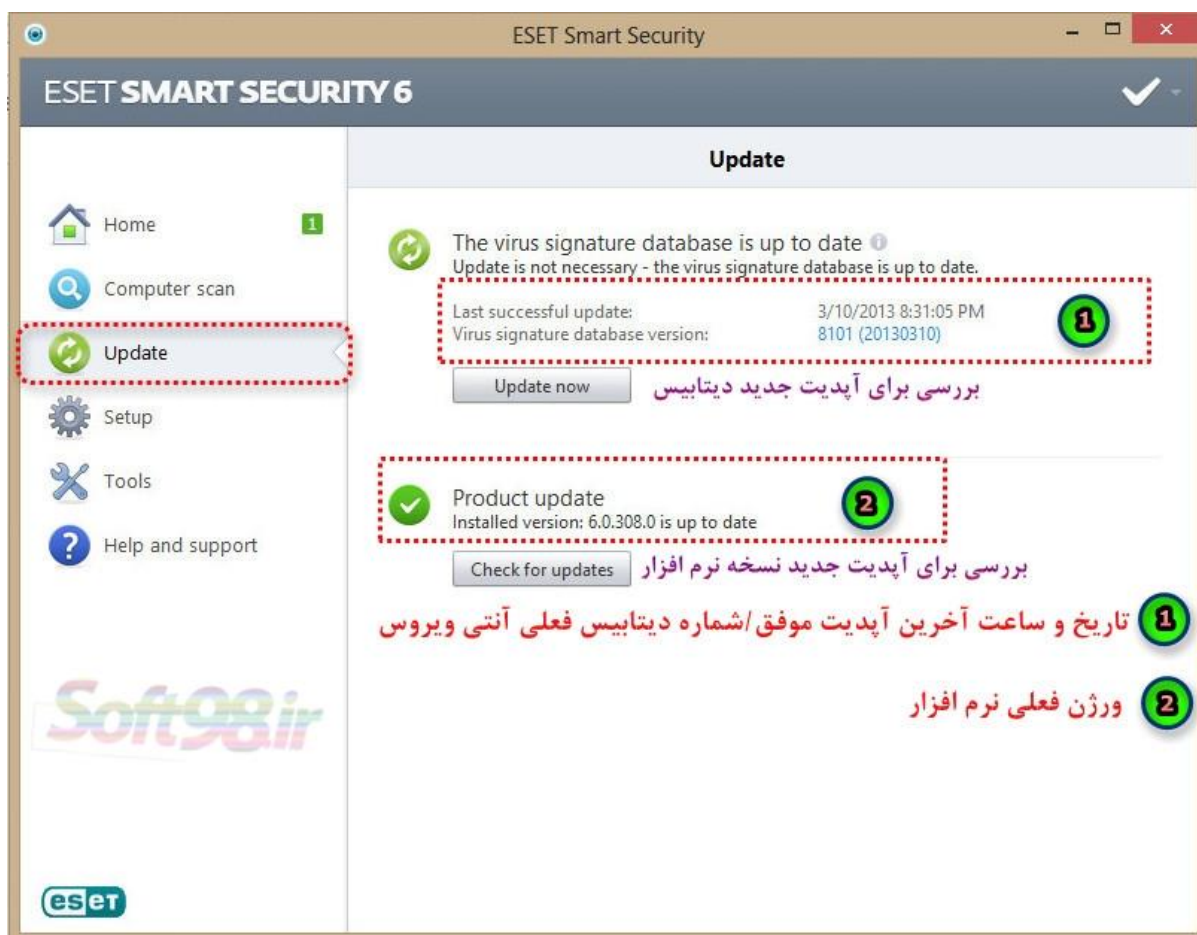 ESET Smart Security
ESET SMART SECURITY 6
Update
Home 1
Computer scan
Update
Setup
Tools
Help and support
The virus signature database is up to date
Update is not necessary - the virus signature database is up to date.
Last successful update: 3/10/2013 8:31:05 PM
Virus signature database version: 8101 (20130310)
1
Update now
بررسی برای آپدیت جدید دیتابیس
Product update
Installed version: 6.0.308.0 is up to date
2
Check for updates
بررسی برای آپدیت جدید نسخه نرم افزار
1 تاریخ و ساعت آخرین آپدیت موفق/شماره دیتابیس فعلی آنتی ویروس
2 ورژن فعلی نرم افزار
Soft98.ir
eset